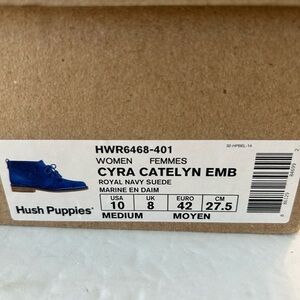 HWR6468-401
WOMEN FEMMES
CYRA CATELYN EMB
ROYAL NAVY SUEDE
MARINE EN DAIM
Hush Puppies
USA UK EURO CM
10 8 42 27.5
MEDIUM MOYEN